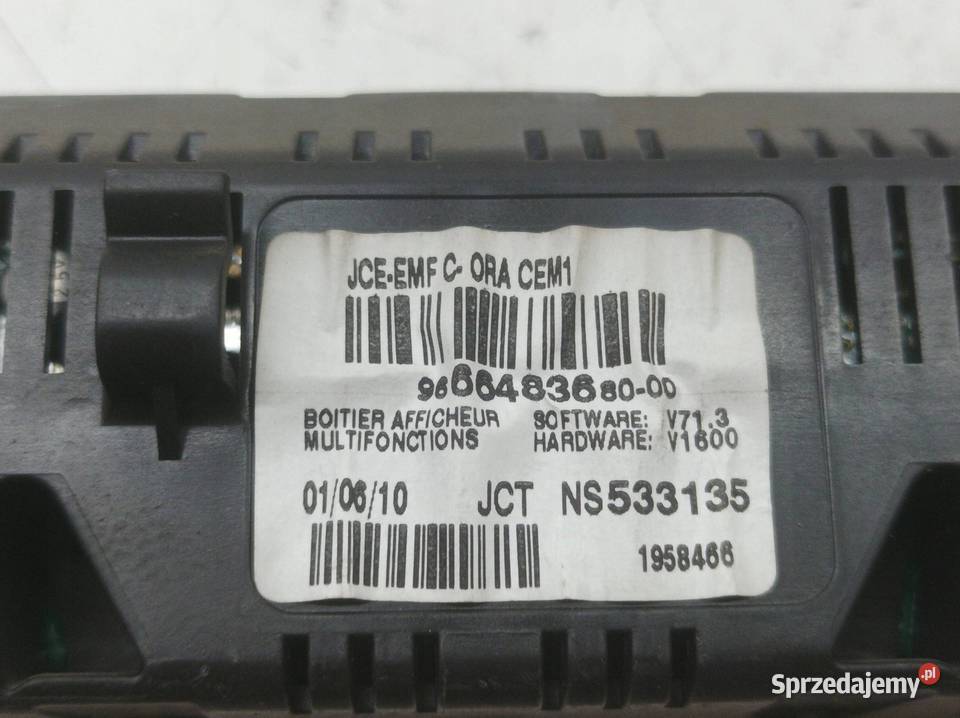 JCE-EMF C- ORA CEM1
9666483680-00
BOITIER AFFICHEUR SOFTWARE: V71.3
MULTIFONCTIONS HARDWARE: V1600
01/06/10 JCT NS533135
1958466
Sprzedajemy.pl